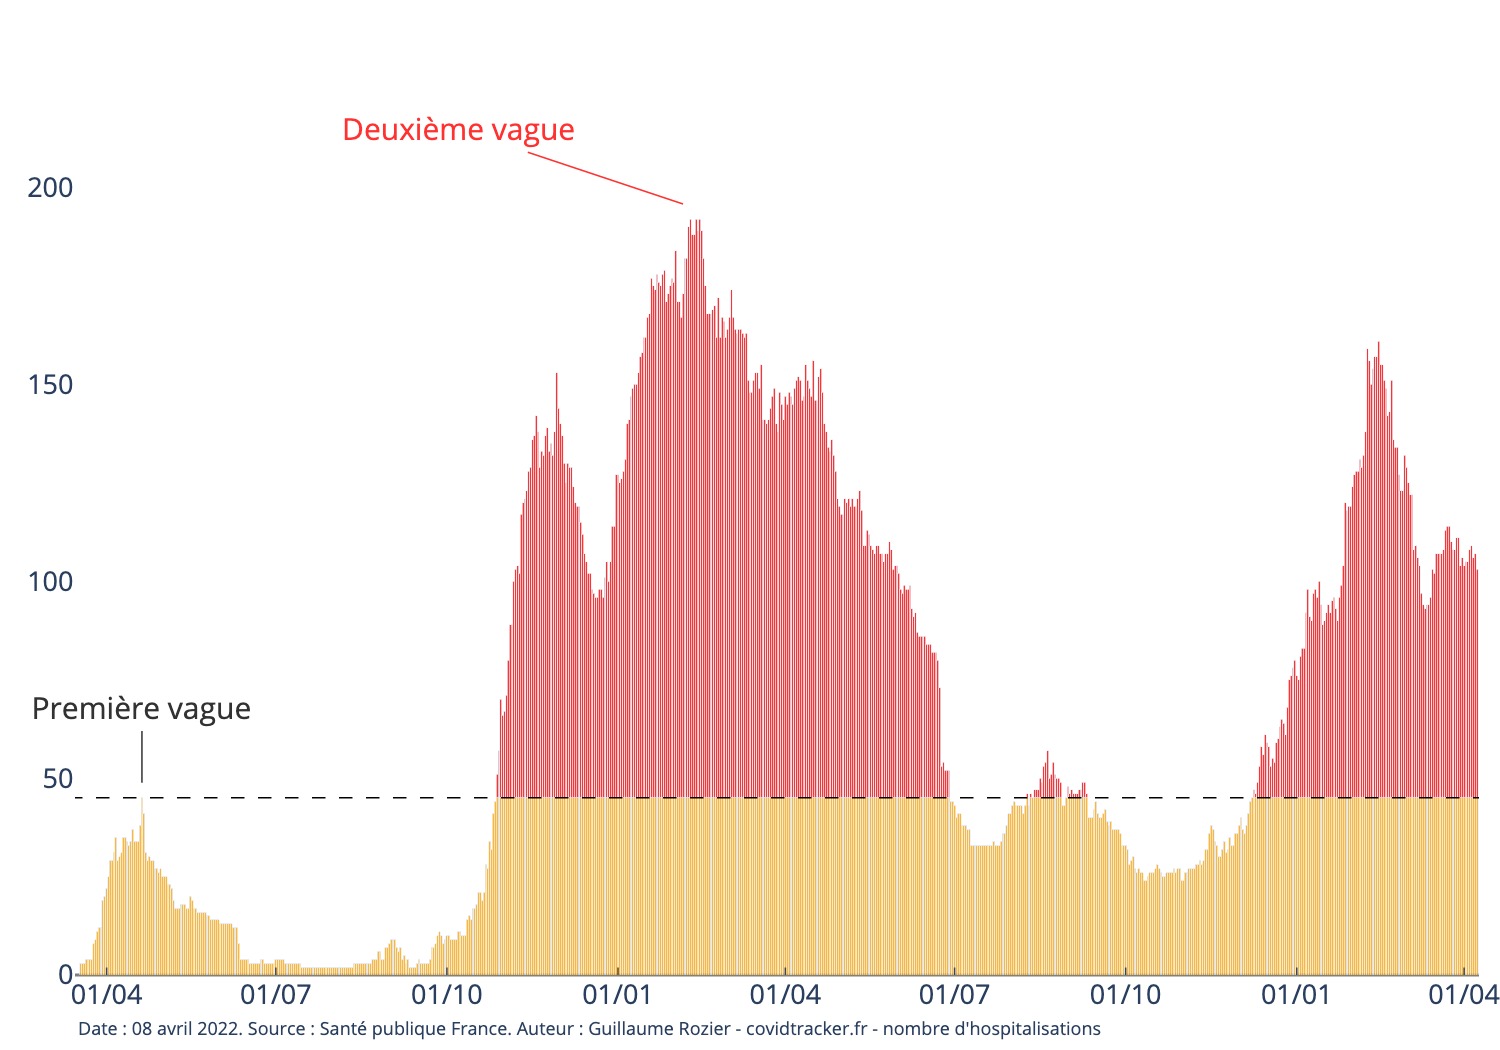 Deuxième vague
200
150
100
Première vague
50
0
01/04 01/07 01/10 01/01 01/04 01/07 01/10 01/01 01/04
Date : 08 avril 2022. Source : Santé publique France. Auteur : Guillaume Rozier - covidtracker.fr - nombre d'hospitalisations